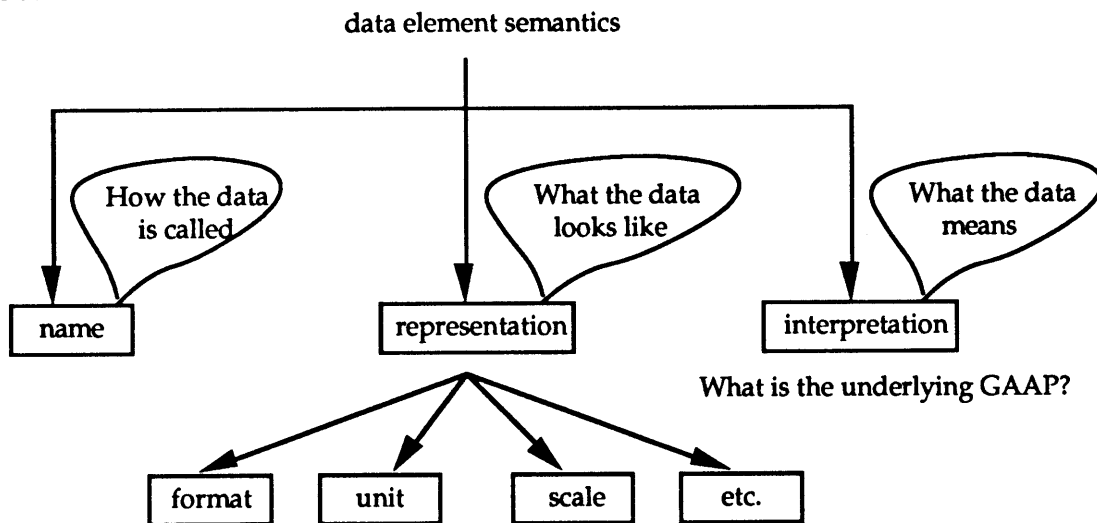 data element semantics
How the data
is called
What the data
looks like
What the data
means
name
representation
interpretation
What is the underlying GAAP?
format
unit
scale
etc.